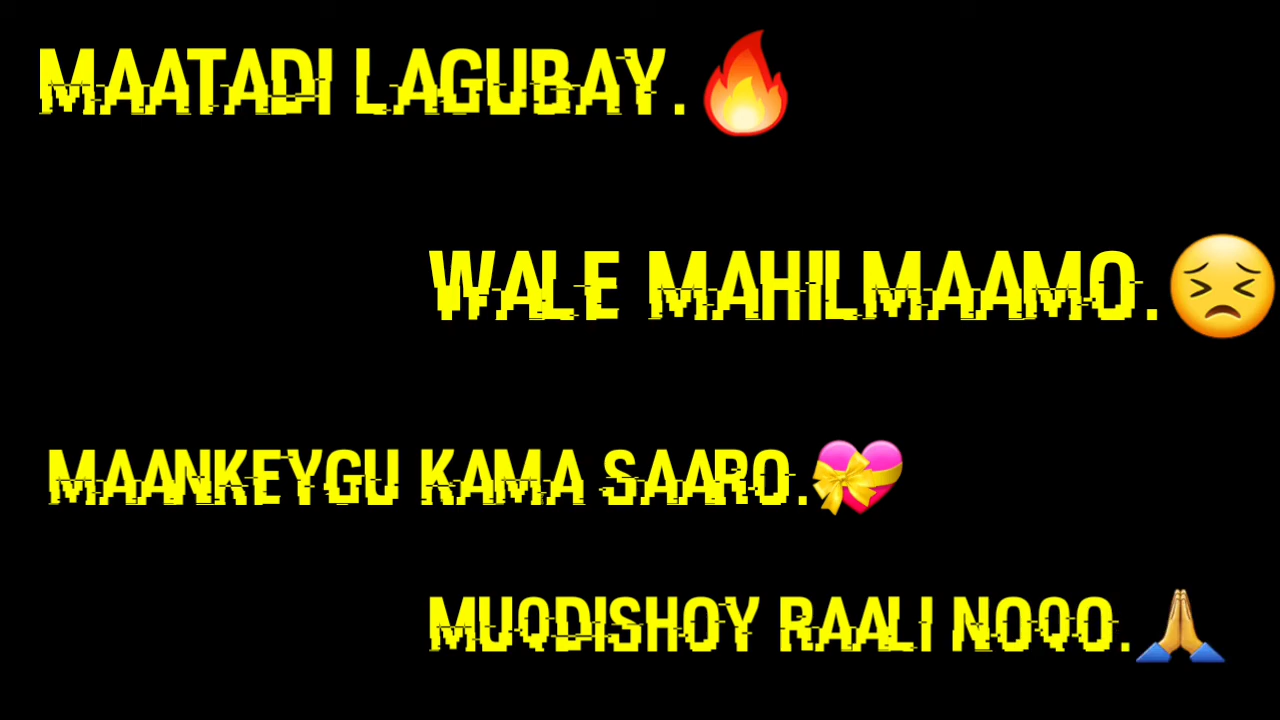 MAATADI LAGUBAY.🔥
WALE MAHILMAAMO.😣
MAANKEYGU KAMA SAARO.💝
MUQDISHOY RAALI NOQO.🙏